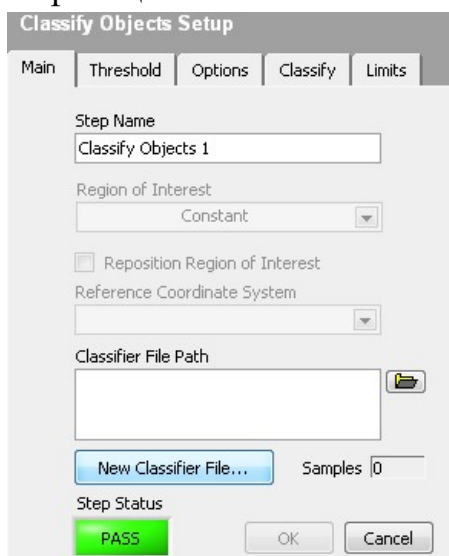 Classify Objects Setup
Main Threshold Options Classify Limits
Step Name
Classify Objects 1
Region of Interest
Constant
Reposition Region of Interest
Reference Coordinate System
Classifier File Path
New Classifier File... Samples 0
Step Status
PASS OK Cancel